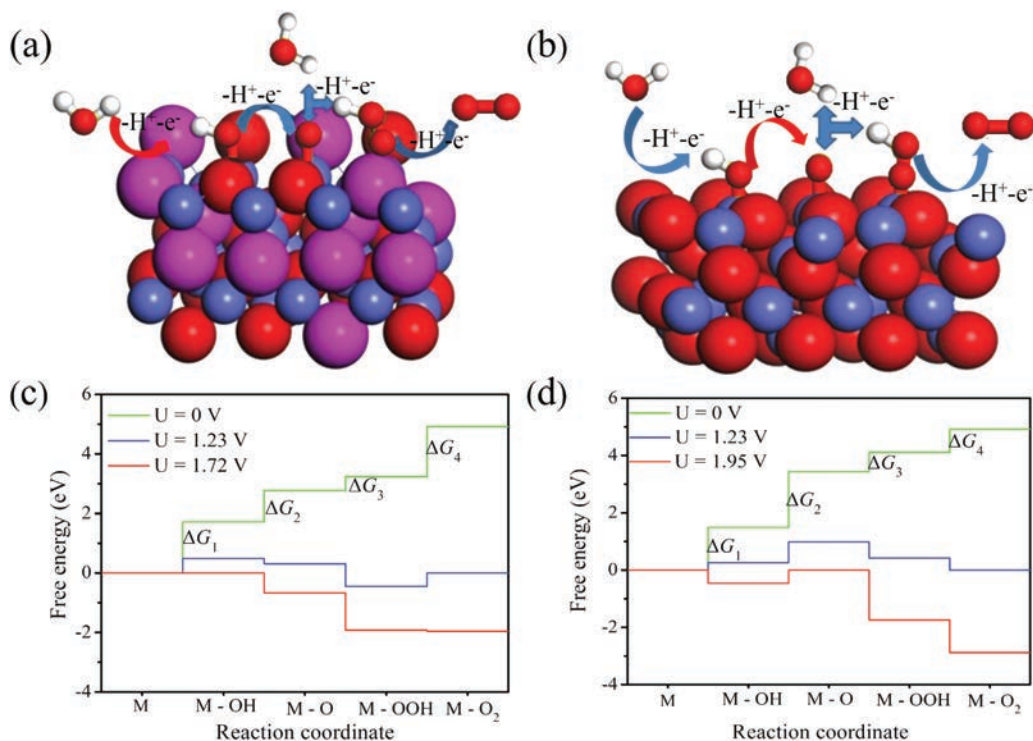 (a)
-H⁺-e⁻
-H⁺-e⁻
-H⁺-e⁻
-H⁺-e⁻
(b)
-H⁺-e⁻
-H⁺-e⁻
-H⁺-e⁻
-H⁺-e⁻
(c)
Free energy (eV)
6
4
2
0
-2
-4
U = 0 V
U = 1.23 V
U = 1.72 V
ΔG₁
ΔG₂
ΔG₃
ΔG₄
M
M - OH
M - O
M - OOH
M - O₂
Reaction coordinate
(d)
Free energy (eV)
6
4
2
0
-2
-4
U = 0 V
U = 1.23 V
U = 1.95 V
ΔG₁
ΔG₂
ΔG₃
ΔG₄
M
M - OH
M - O
M - OOH
M - O₂
Reaction coordinate